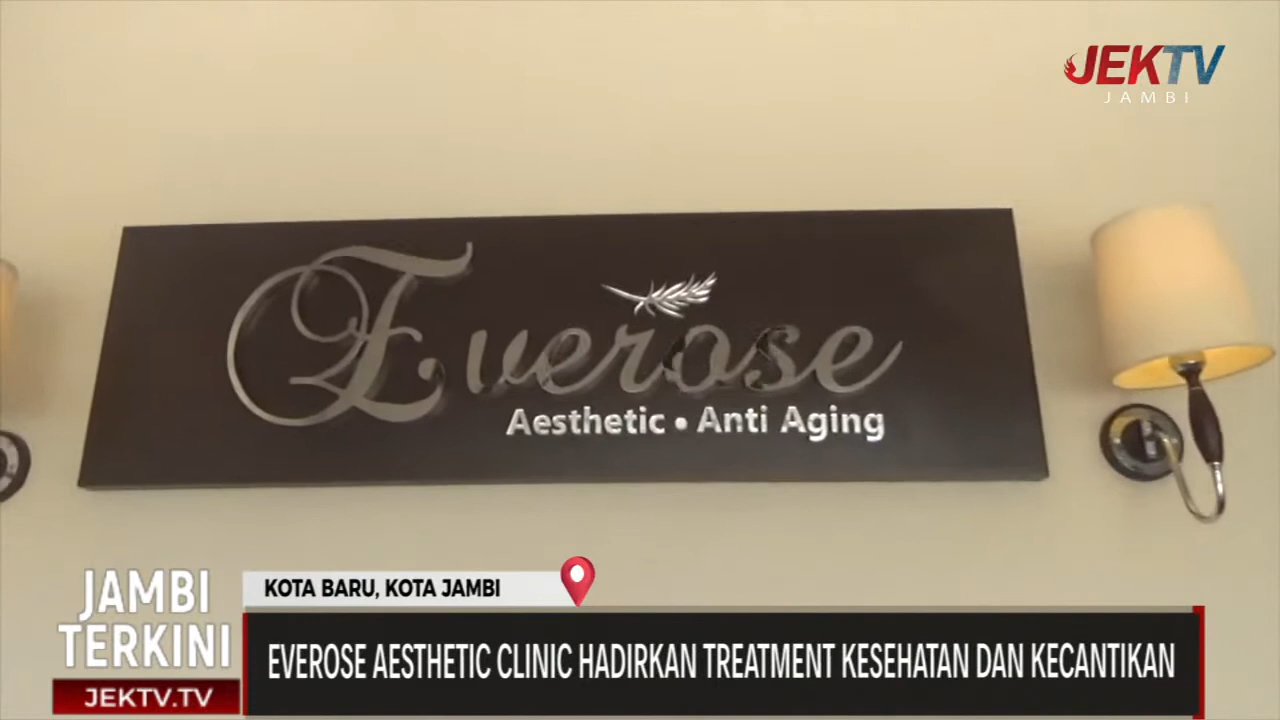 JEKTV
JAMBI
Everose
Aesthetic • Anti Aging
JAMBI
TERKINI
JEKTV.TV
KOTA BARU, KOTA JAMBI
EVEROSE AESTHETIC CLINIC HADIRKAN TREATMENT KESEHATAN DAN KECANTIKAN